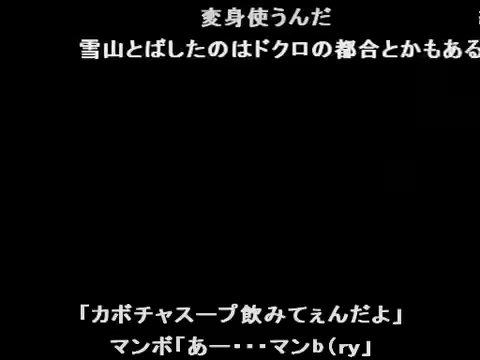 変身使うんだ
雪山とばしたのはドクロの都合とかもある
「カボチャスープ飲みてぇんだよ」
マンボ「あー・・・マンb（ry」